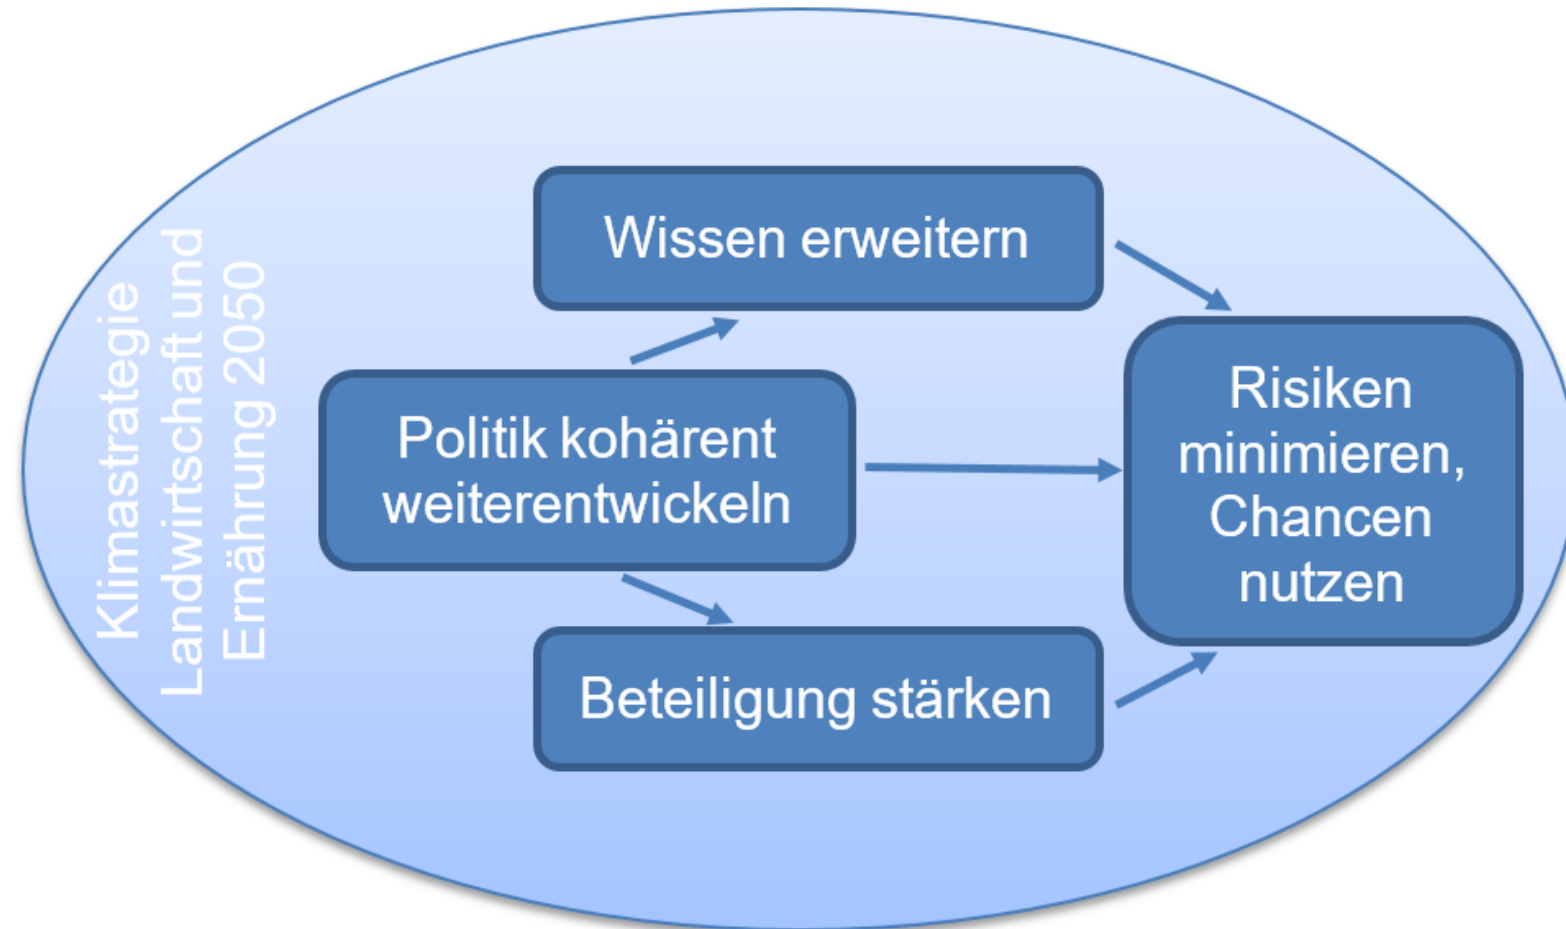 Klimastrategie
Landwirtschaft und
Ernährung 2050
Wissen erweitern
Politik kohärent
weiterentwickeln
Beteiligung stärken
Risiken
minimieren,
Chancen
nutzen